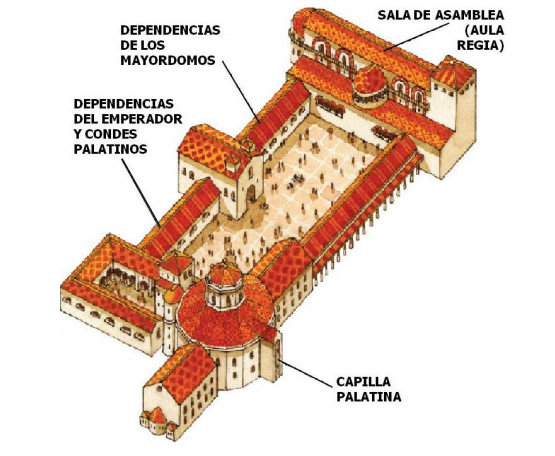 SALA DE ASAMBLEA
(AULA
REGIA)
DEPENDENCIAS
DE LOS
MAYORDOMOS
DEPENDENCIAS
DEL EMPERADOR
Y CONDES
PALATINOS
CAPILLA
PALATINA